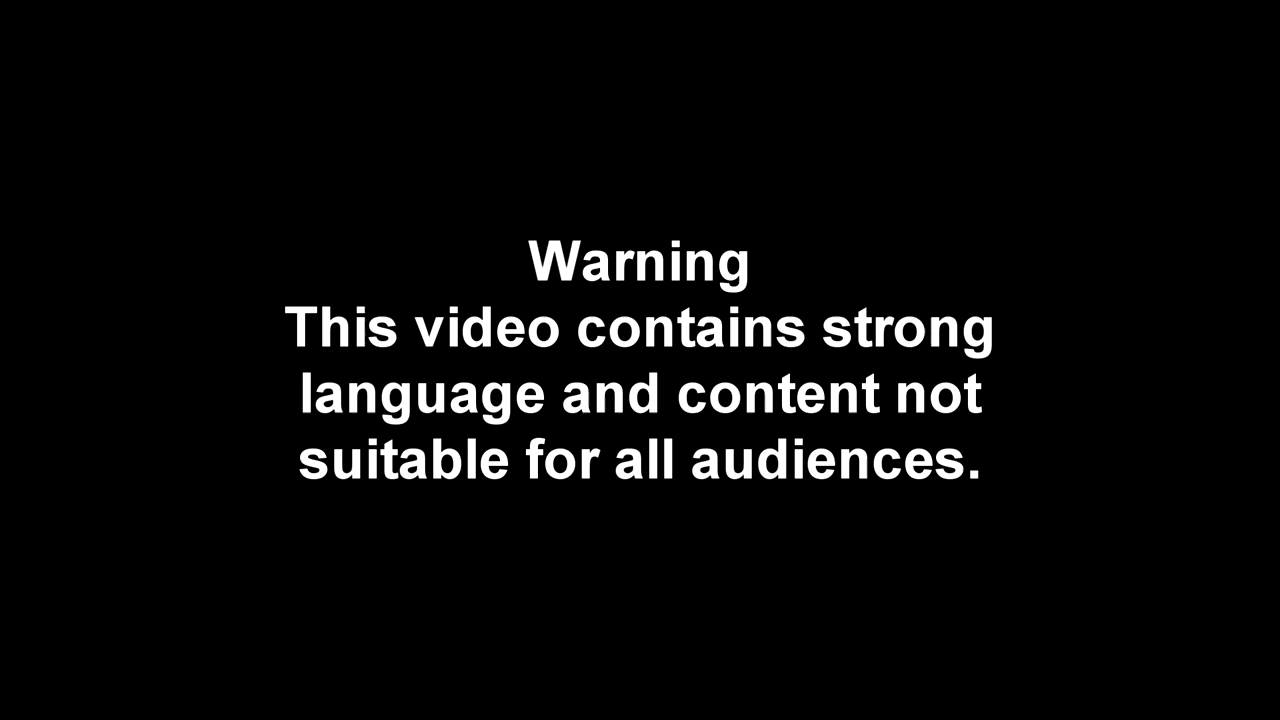 Warning
This video contains strong
language and content not
suitable for all audiences.